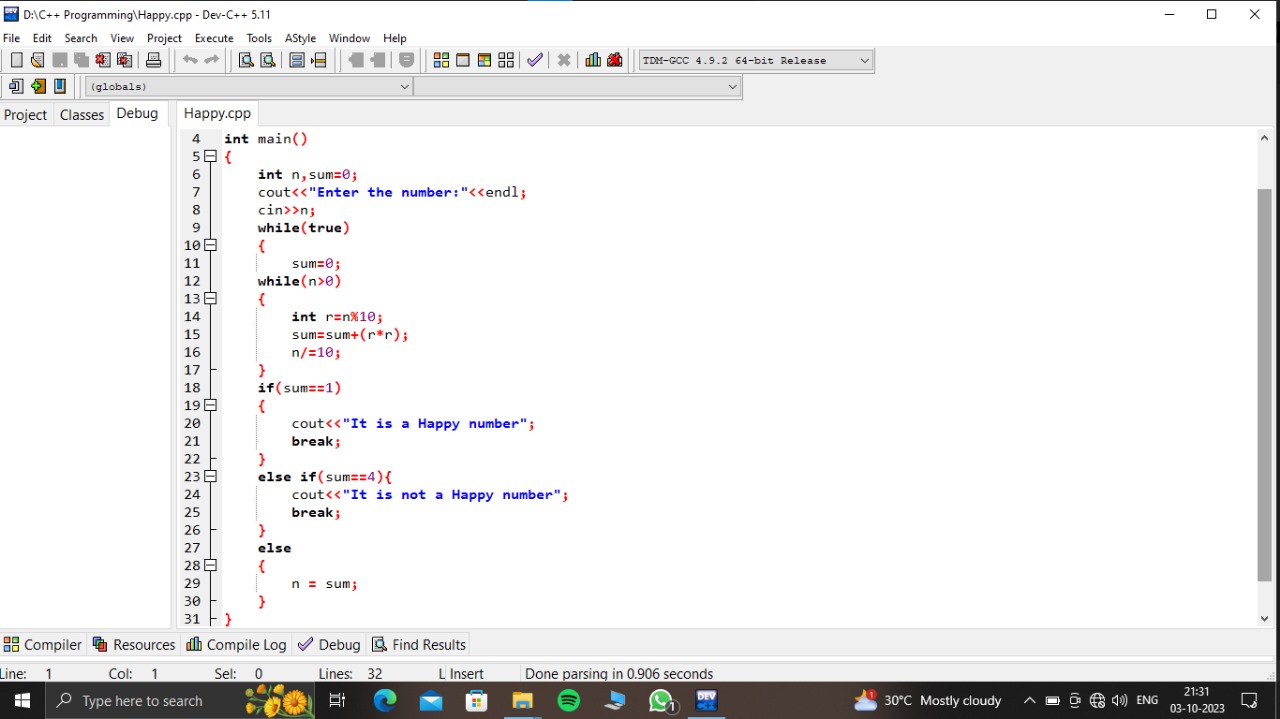 D:\C++ Programming\Happy.cpp - Dev-C++ 5.11
File Edit Search View Project Execute Tools AStyle Window Help
TDM-GCC 4.9.2 64-bit Release
(globals)
Project Classes Debug Happy.cpp
4 int main()
5 {
6 int n,sum=0;
7 cout<<"Enter the number:"<<endl;
8 cin>>n;
9 while(true)
10 {
11 sum=0;
12 while(n>0)
13 {
14 int r=n%10;
15 sum=sum+(r*r);
16 n/=10;
17 }
18 if(sum==1)
19 {
20 cout<<"It is a Happy number";
21 break;
22 }
23 else if(sum==4){
24 cout<<"It is not a Happy number";
25 break;
26 }
27 else
28 {
29 n = sum;
30 }
31 }
Compiler Resources Compile Log Debug Find Results
Line: 1 Col: 1 Sel: 0 Lines: 32 L Insert Done parsing in 0.906 seconds
Type here to search DEV 1 30°C Mostly cloudy ENG 21:31
03-10-2023